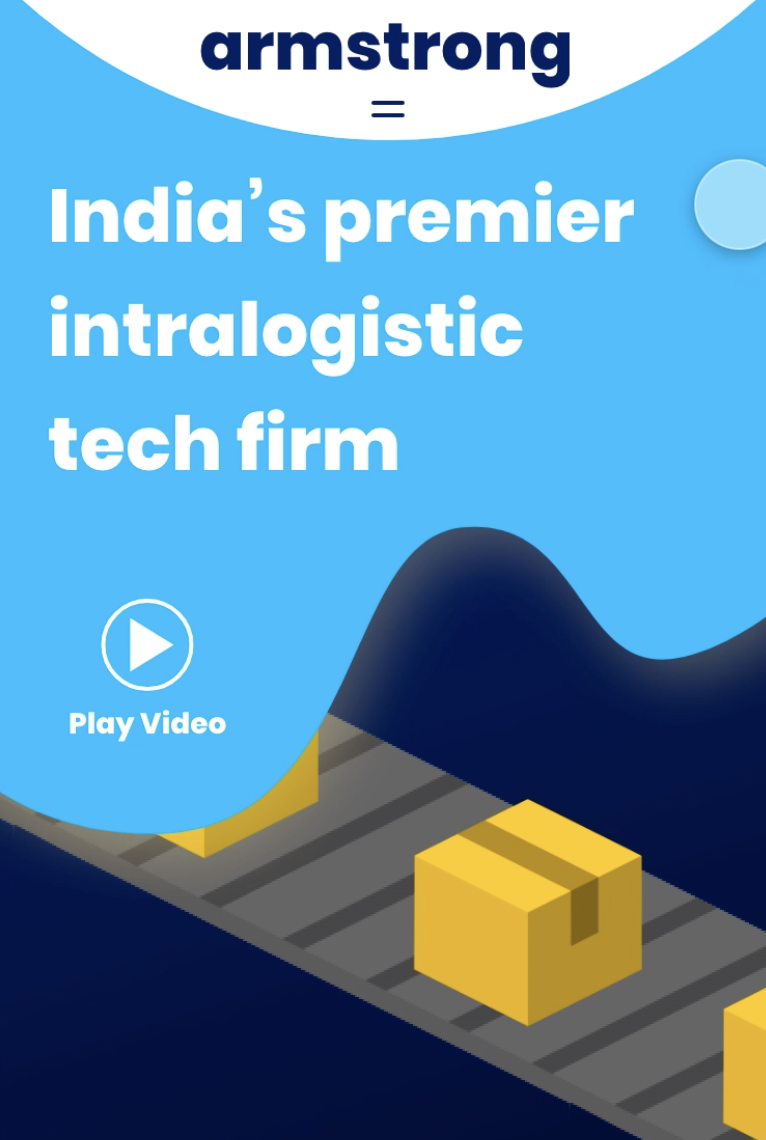 armstrong
India’s premier
intralogistic
tech firm
Play Video